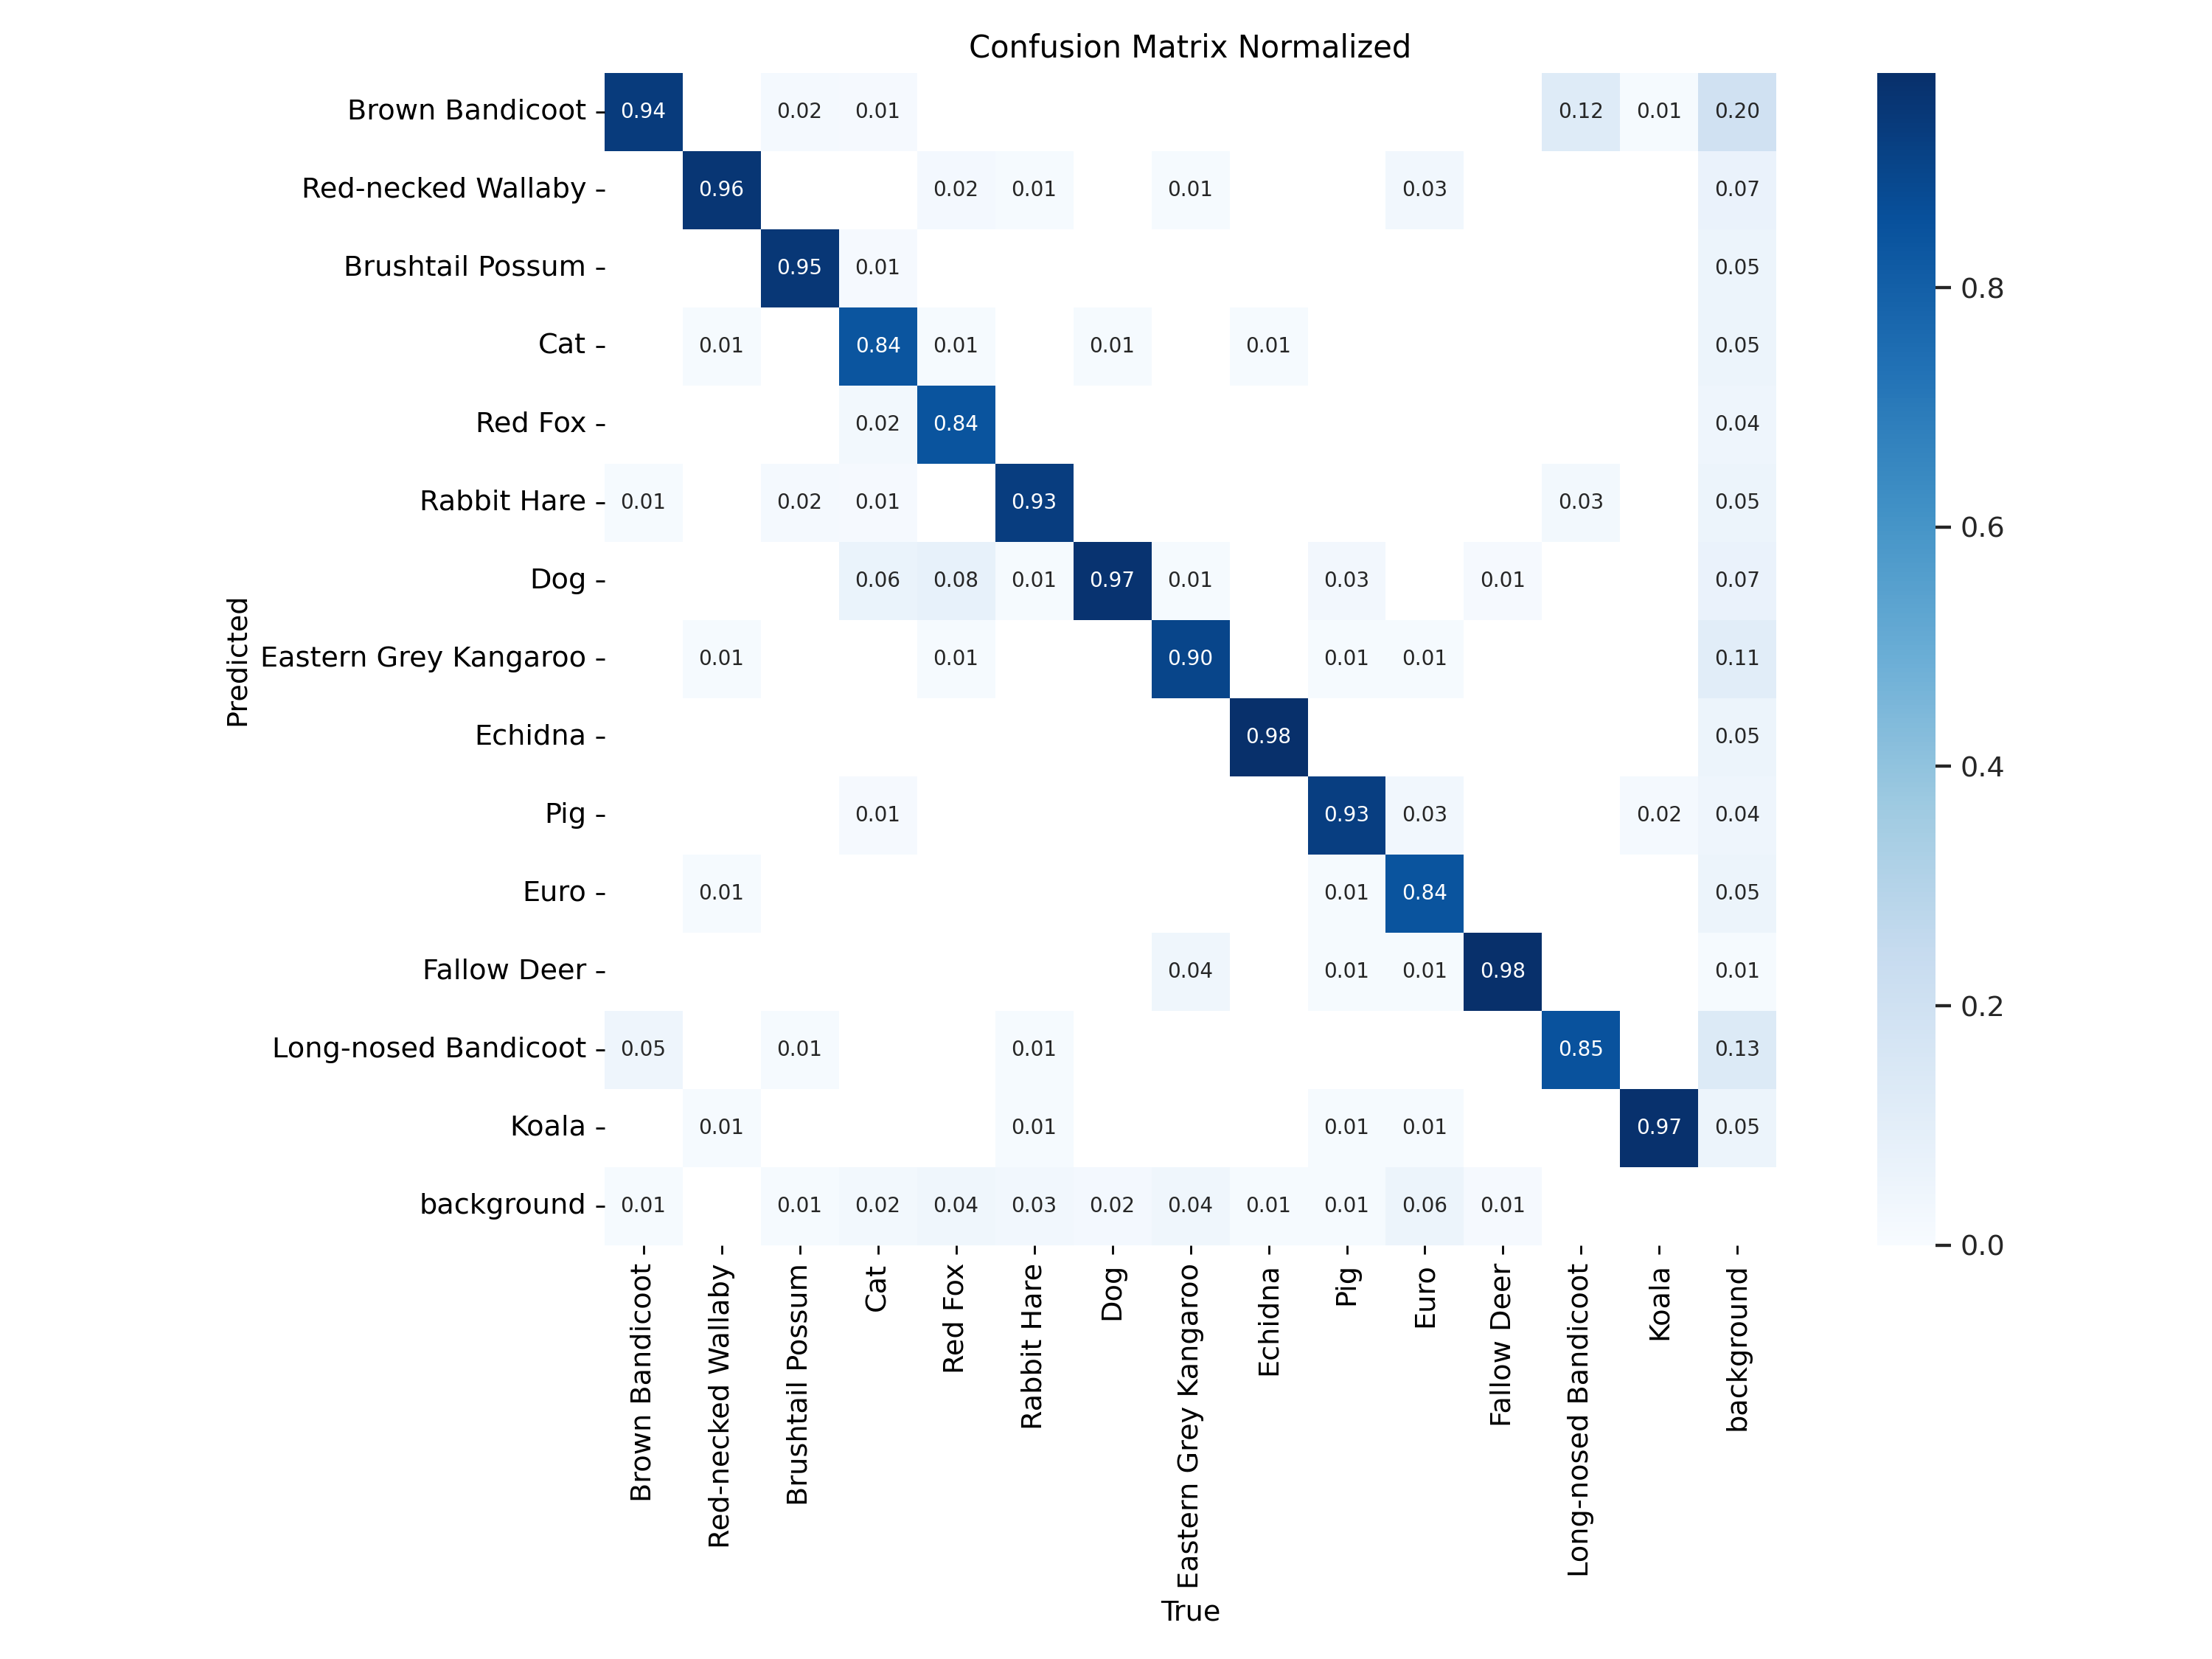 Confusion Matrix Normalized
Brown Bandicoot 0.94 0.02 0.01 0.12 0.01 0.20
Red-necked Wallaby 0.96 0.02 0.01 0.01 0.03 0.07
Brushtail Possum 0.95 0.01 0.05
Cat 0.01 0.84 0.01 0.01 0.01 0.05
Red Fox 0.02 0.84 0.04
Rabbit Hare 0.01 0.02 0.01 0.93 0.03 0.05
Dog 0.06 0.08 0.01 0.97 0.01 0.03 0.01 0.07
Eastern Grey Kangaroo 0.01 0.01 0.90 0.01 0.01 0.11
Echidna 0.98 0.05
Pig 0.01 0.93 0.03 0.02 0.04
Euro 0.01 0.01 0.84 0.05
Fallow Deer 0.04 0.01 0.01 0.98 0.01
Long-nosed Bandicoot 0.05 0.01 0.01 0.85 0.13
Koala 0.01 0.01 0.01 0.01 0.97 0.05
background 0.01 0.01 0.02 0.04 0.03 0.02 0.04 0.01 0.01 0.06 0.01
Predicted
Brown Bandicoot
Red-necked Wallaby
Brushtail Possum
Cat
Red Fox
Rabbit Hare
Dog
Eastern Grey Kangaroo
Echidna
Pig
Euro
Fallow Deer
Long-nosed Bandicoot
Koala
background
True
0.8
0.6
0.4
0.2
0.0